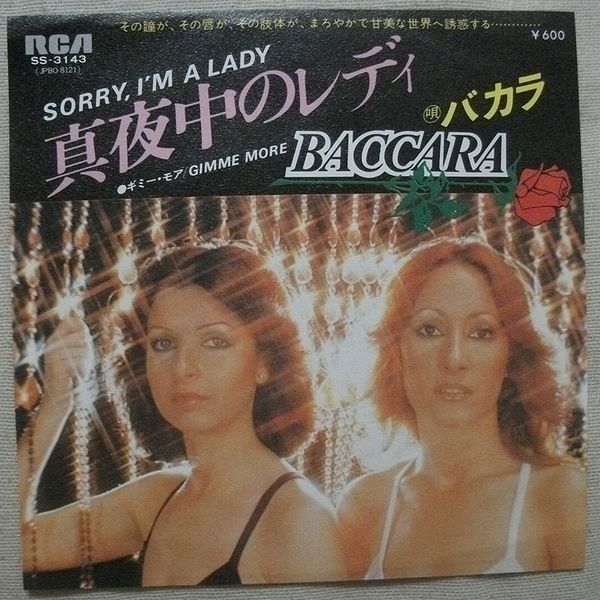 その瞳が、その唇が、その肢体が、まろやかで甘美な世界へ誘惑する…………
RCA
SS-3143
(JPBO 8121)
¥600
SORRY, I'M A LADY
真夜中のレディ
唄 バカラ
●ギミー・モア/GIMME MORE
BACCARA